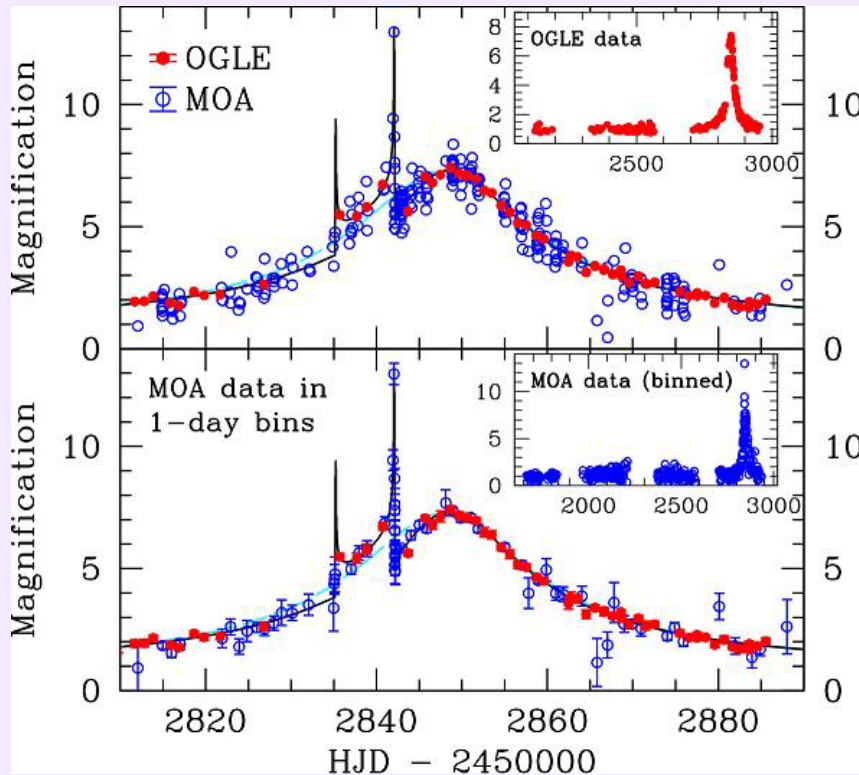 OGLE
MOA
OGLE data
8
6
4
2
0
2500 3000
10
5
0
10
5
0
Magnification
MOA data in
1-day bins
MOA data (binned)
10
5
0
2000 2500 3000
10
5
0
10
5
0
Magnification
2820 2840 2860 2880
HJD - 2450000